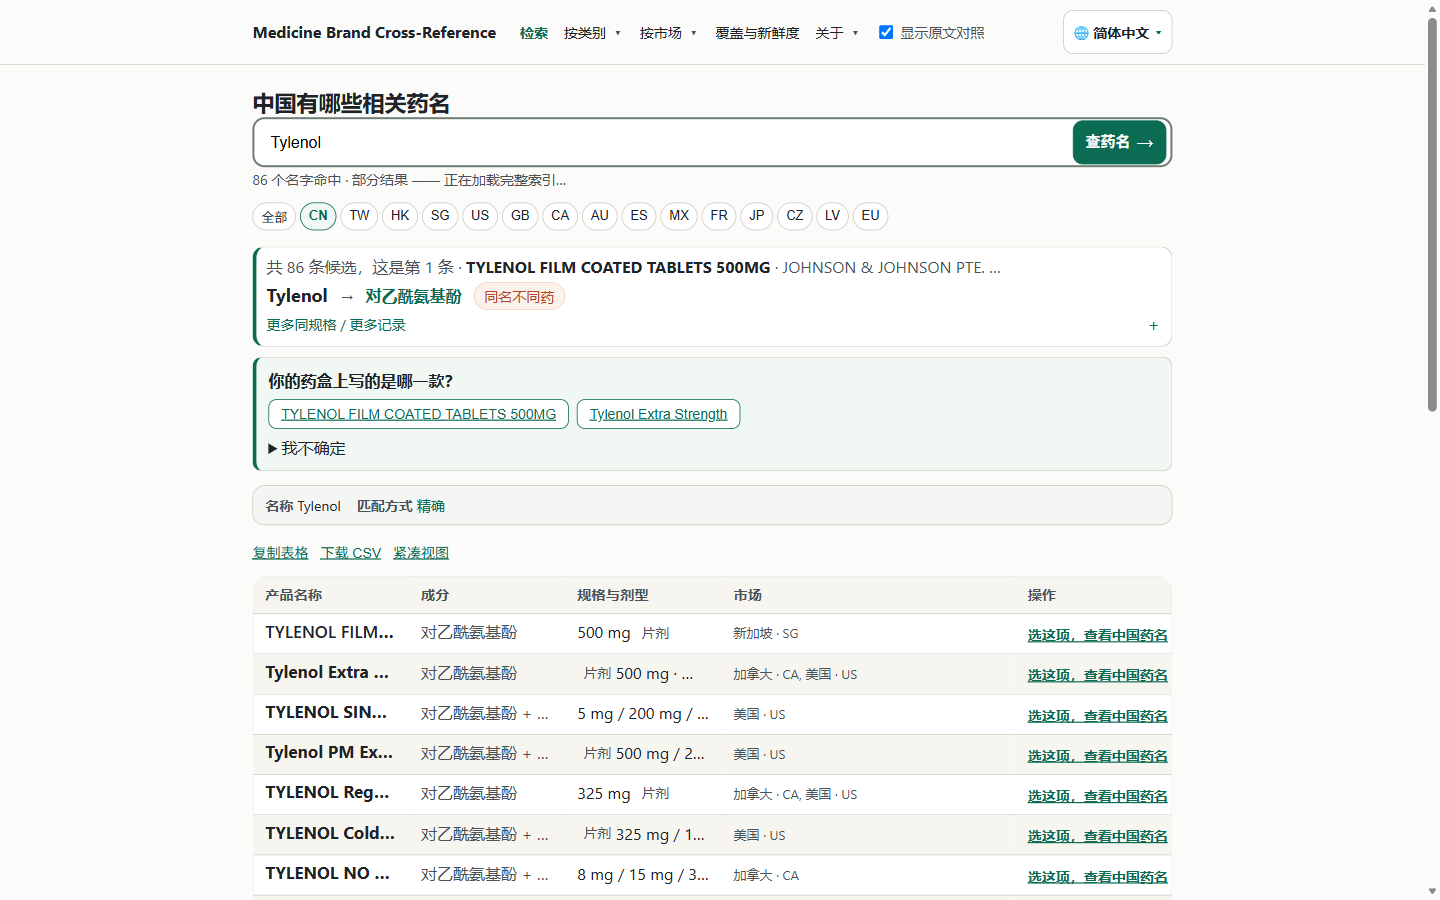 Medicine Brand Cross-Reference 检索 按类别 ▾ 按市场 ▾ 覆盖与新鲜度 关于 ▾ 显示原文对照 🌐 简体中文 ▾
中国有哪些相关药名
Tylenol 查药名 →
86 个名字命中 · 部分结果 —— 正在加载完整索引...
全部 CN TW HK SG US GB CA AU ES MX FR JP CZ LV EU
共 86 条候选，这是第 1 条 · TYLENOL FILM COATED TABLETS 500MG · JOHNSON & JOHNSON PTE. ...
Tylenol → 对乙酰氨基酚 同名不同药
更多同规格 / 更多记录 +
你的药盒上写的是哪一款?
TYLENOL FILM COATED TABLETS 500MG Tylenol Extra Strength
▶ 我不确定
名称 Tylenol 匹配方式 精确
复制表格 下载 CSV 紧凑视图
产品名称 成分 规格与剂型 市场 操作
TYLENOL FILM... 对乙酰氨基酚 500 mg 片剂 新加坡 · SG 选这项，查看中国药名
Tylenol Extra ... 对乙酰氨基酚 片剂 500 mg · ... 加拿大 · CA, 美国 · US 选这项，查看中国药名
TYLENOL SIN... 对乙酰氨基酚 + ... 5 mg / 200 mg / ... 美国 · US 选这项，查看中国药名
Tylenol PM Ex... 对乙酰氨基酚 + ... 片剂 500 mg / 2... 美国 · US 选这项，查看中国药名
TYLENOL Reg... 对乙酰氨基酚 325 mg 片剂 加拿大 · CA, 美国 · US 选这项，查看中国药名
TYLENOL Cold... 对乙酰氨基酚 + ... 片剂 325 mg / 1... 美国 · US 选这项，查看中国药名
TYLENOL NO ... 对乙酰氨基酚 + ... 8 mg / 15 mg / 3... 加拿大 · CA 选这项，查看中国药名